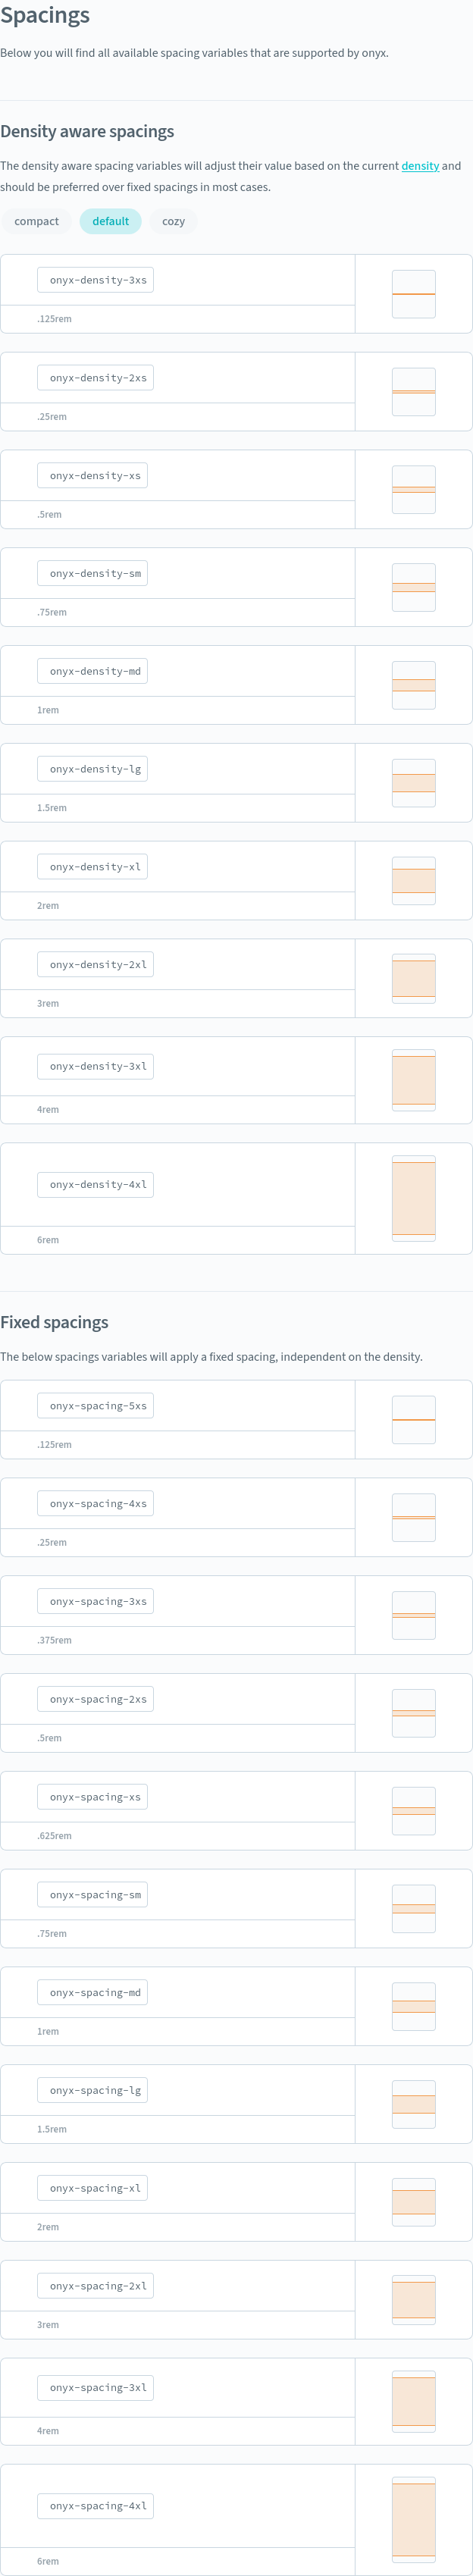 Spacings
Below you will find all available spacing variables that are supported by onyx.
Density aware spacings
The density aware spacing variables will adjust their value based on the current density and
should be preferred over fixed spacings in most cases.
compact default cozy
onyx-density-3xs
.125rem
onyx-density-2xs
.25rem
onyx-density-xs
.5rem
onyx-density-sm
.75rem
onyx-density-md
1rem
onyx-density-lg
1.5rem
onyx-density-xl
2rem
onyx-density-2xl
3rem
onyx-density-3xl
4rem
onyx-density-4xl
6rem
Fixed spacings
The below spacings variables will apply a fixed spacing, independent on the density.
onyx-spacing-5xs
.125rem
onyx-spacing-4xs
.25rem
onyx-spacing-3xs
.375rem
onyx-spacing-2xs
.5rem
onyx-spacing-xs
.625rem
onyx-spacing-sm
.75rem
onyx-spacing-md
1rem
onyx-spacing-lg
1.5rem
onyx-spacing-xl
2rem
onyx-spacing-2xl
3rem
onyx-spacing-3xl
4rem
onyx-spacing-4xl
6rem